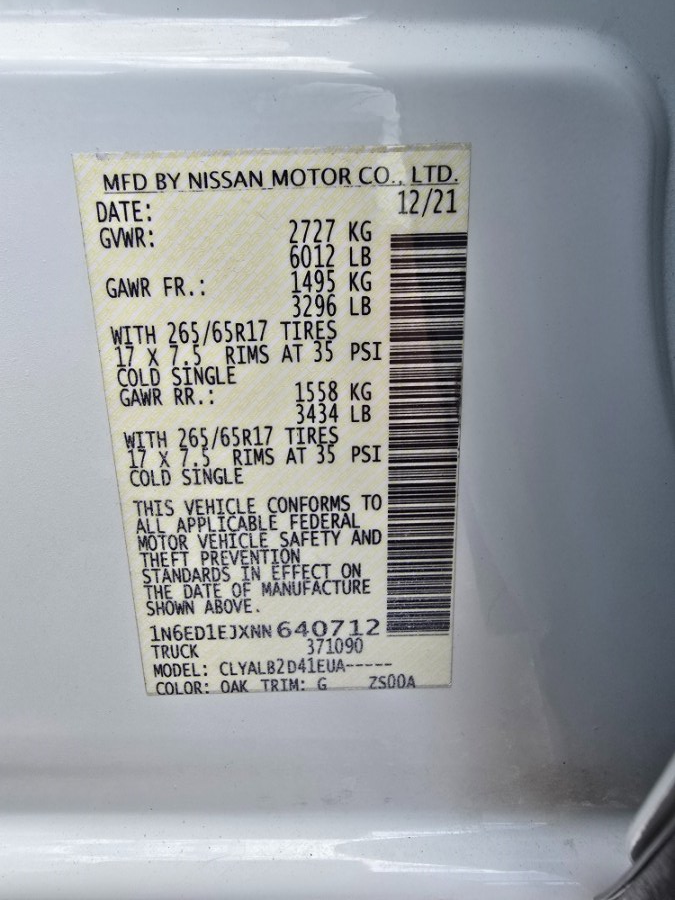 MFD BY NISSAN MOTOR CO., LTD.
DATE: 12/21
GVWR: 2727 KG
6012 LB
GAWR FR.: 1495 KG
3296 LB
WITH 265/65R17 TIRES
17 X 7.5 RIMS AT 35 PSI
COLD SINGLE
GAWR RR.: 1558 KG
3434 LB
WITH 265/65R17 TIRES
17 X 7.5 RIMS AT 35 PSI
COLD SINGLE
THIS VEHICLE CONFORMS TO
ALL APPLICABLE FEDERAL
MOTOR VEHICLE SAFETY AND
THEFT PREVENTION
STANDARDS IN EFFECT ON
THE DATE OF MANUFACTURE
SHOWN ABOVE.
1N6ED1EJXNN640712
TRUCK 371090
MODEL: CLYALB2D41EUA-----
COLOR: QAK TRIM: G ZS00A